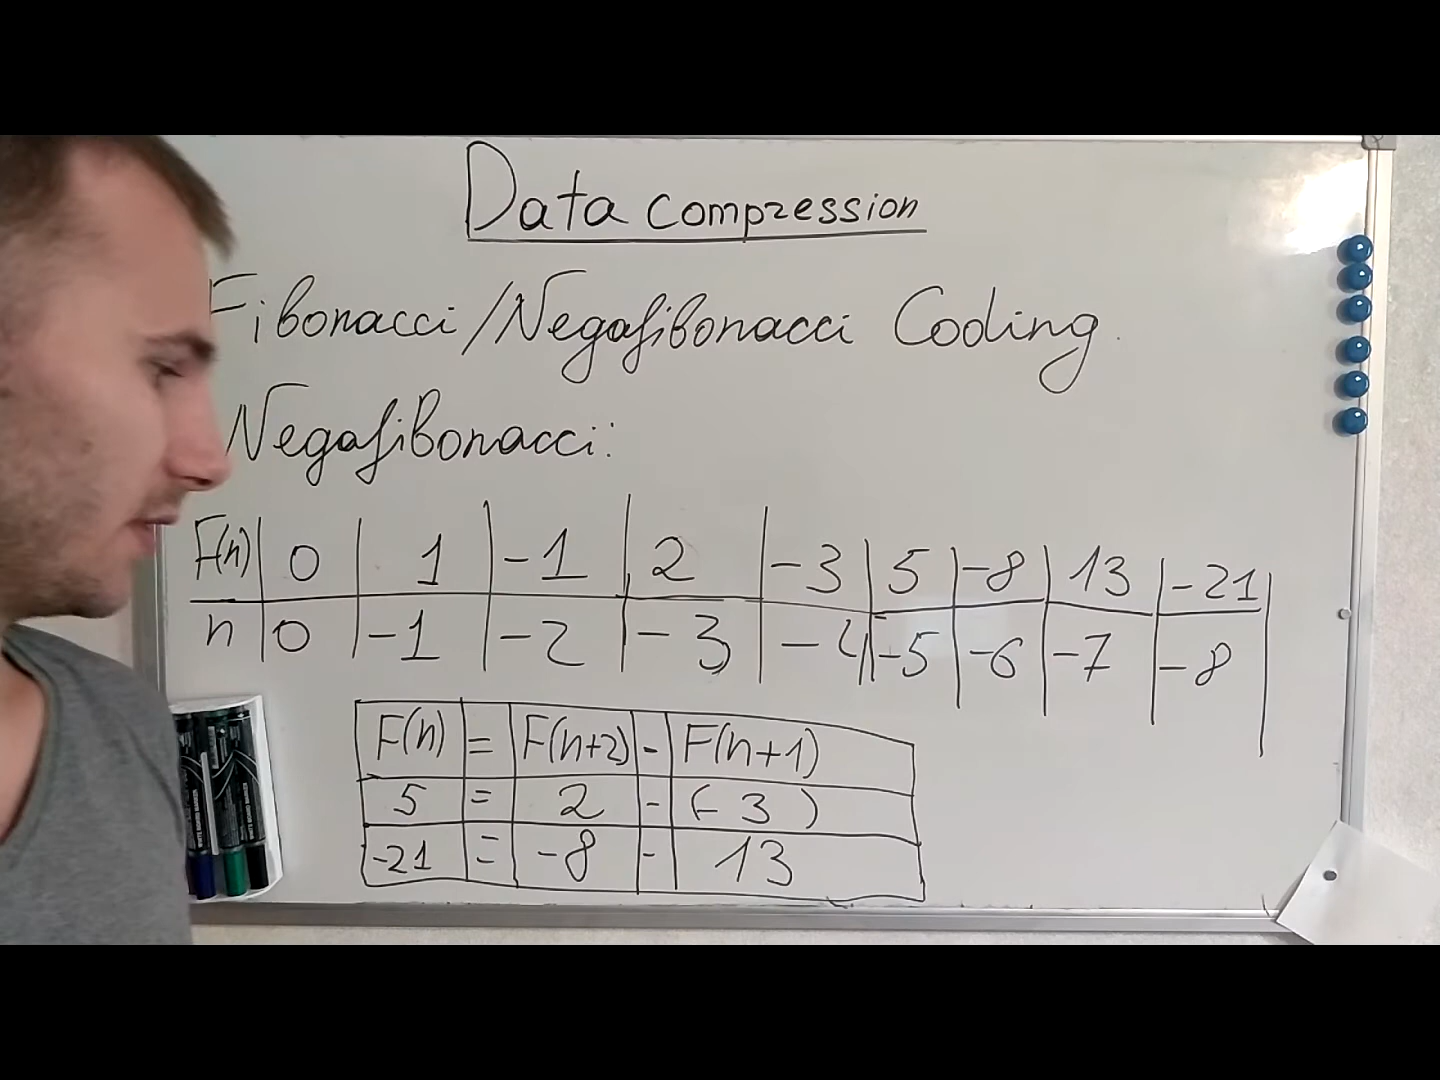 Data compression
Fibonacci/Negafibonacci Coding
Negafibonacci:
F(n) 0 1 -1 2 -3 5 -8 13 -21
n 0 -1 -2 -3 -4 -5 -6 -7 -8
F(n) = F(n+2) - F(n+1)
5 = 2 - (-3)
-21 = -8 - 13